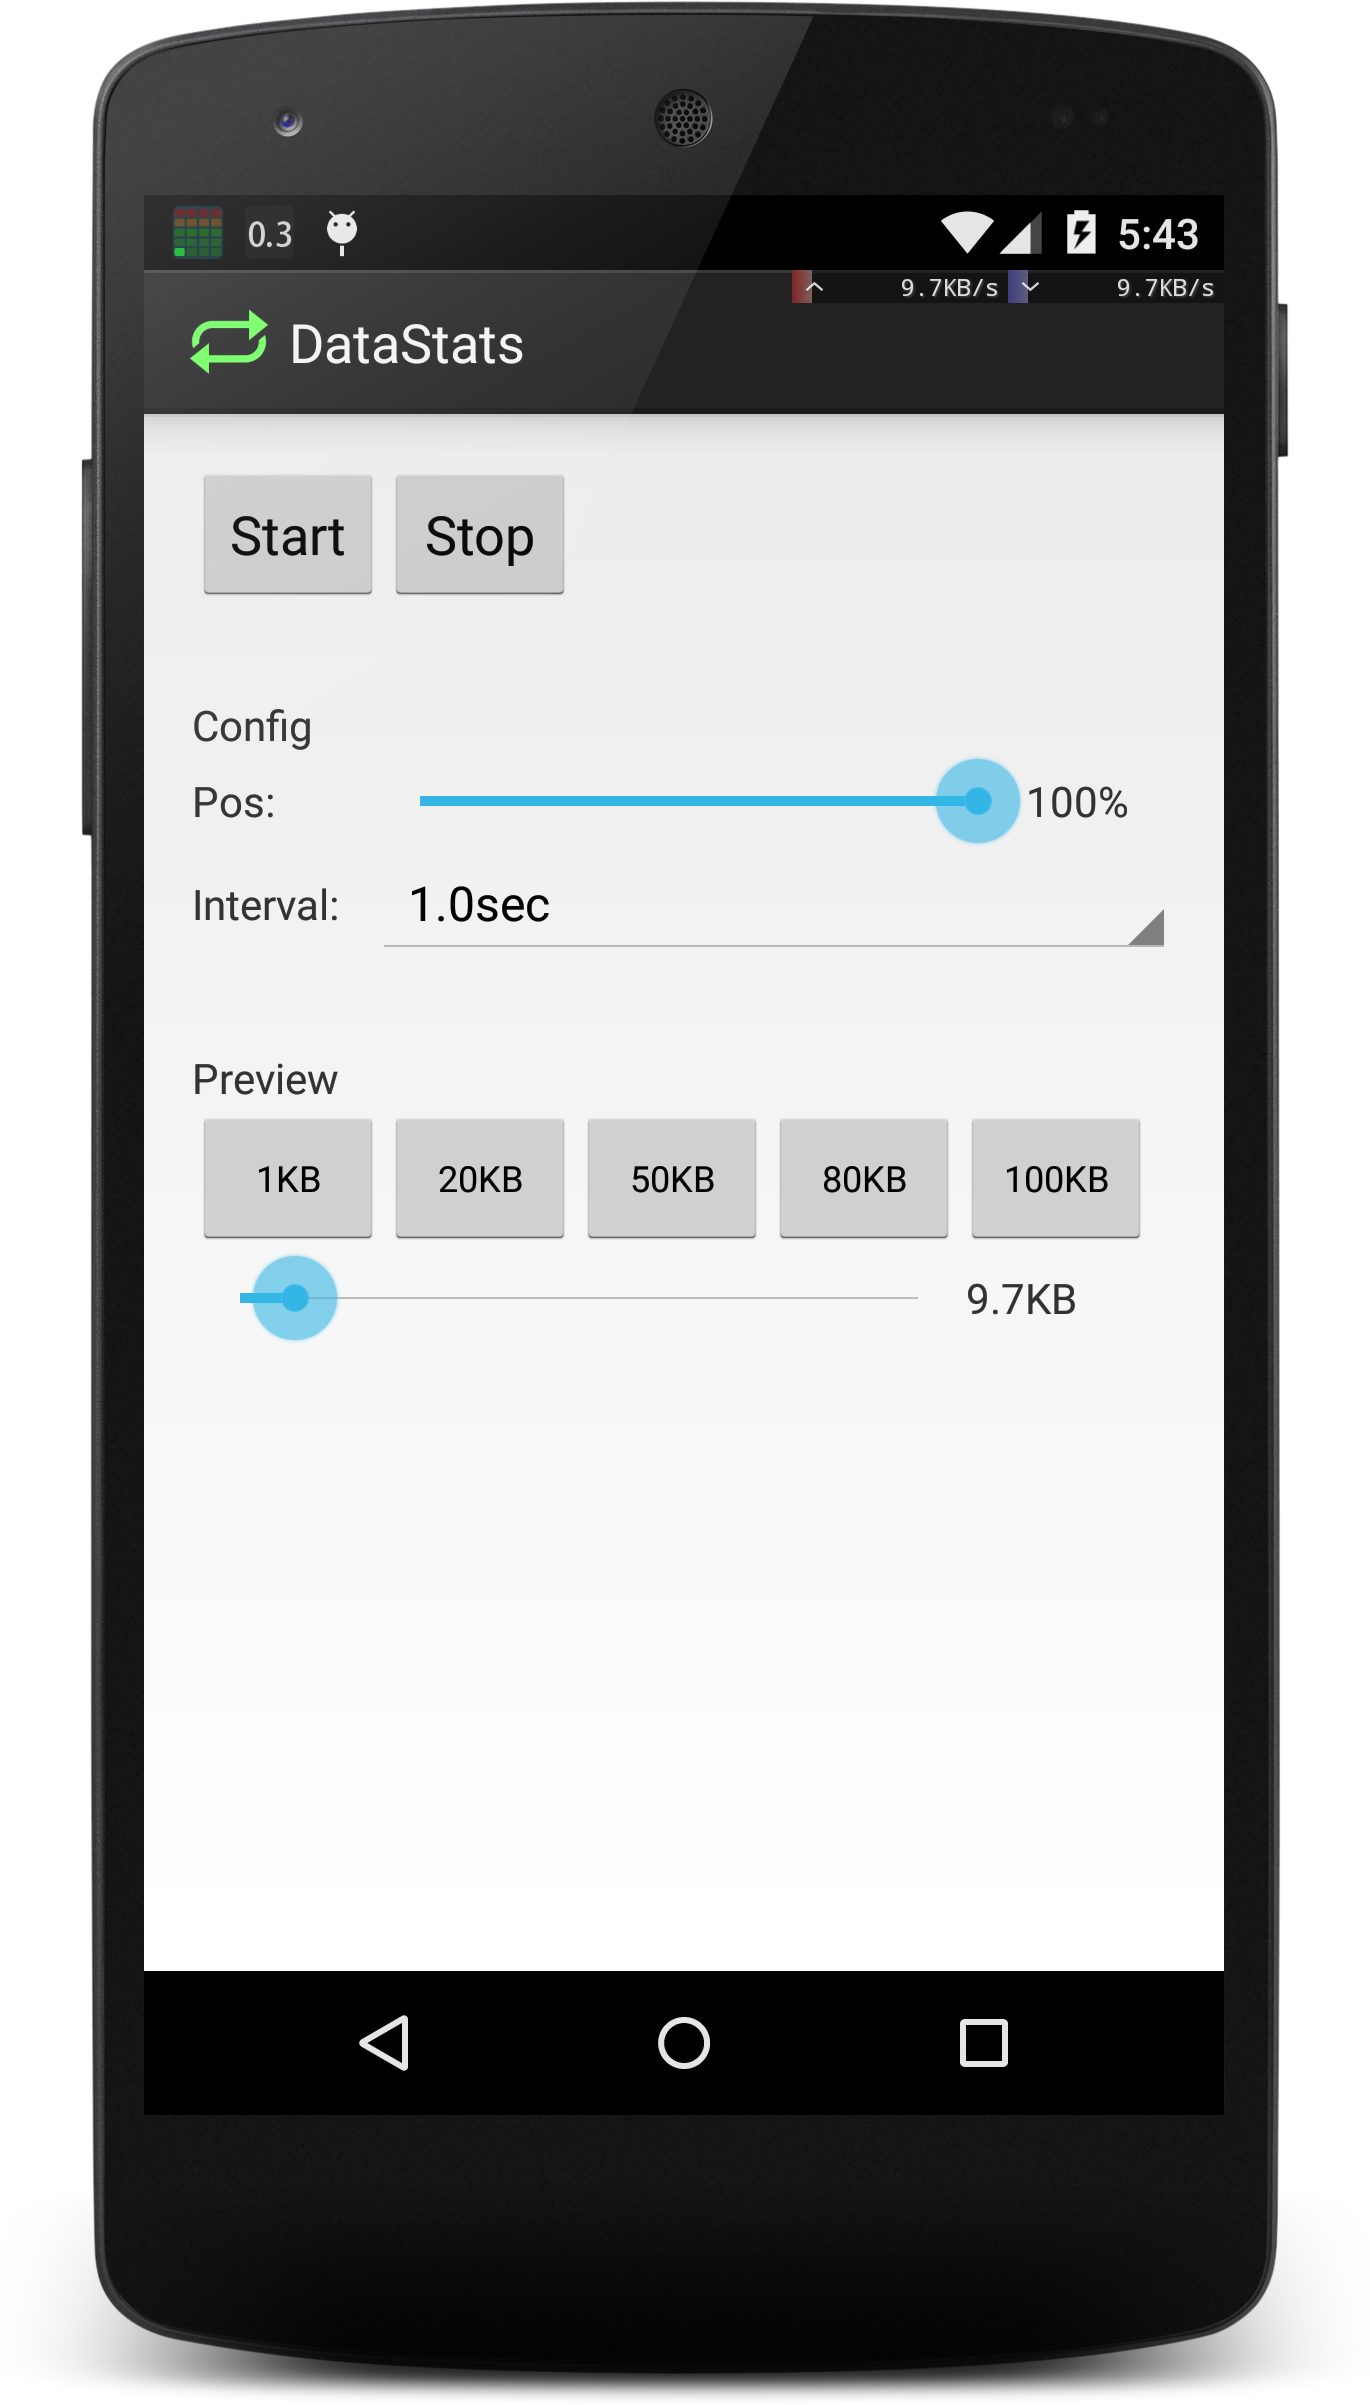 0.3 5:43
9.7KB/s 9.7KB/s
DataStats
Start Stop
Config
Pos: 100%
Interval: 1.0sec
Preview
1KB 20KB 50KB 80KB 100KB
9.7KB